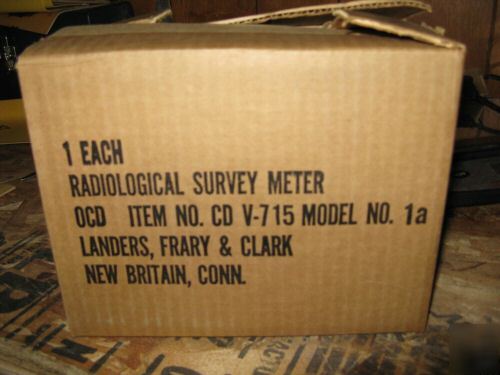 1 EACH
RADIOLOGICAL SURVEY METER
OCD ITEM NO. CD V-715 MODEL NO. 1a
LANDERS, FRARY & CLARK
NEW BRITAIN, CONN.